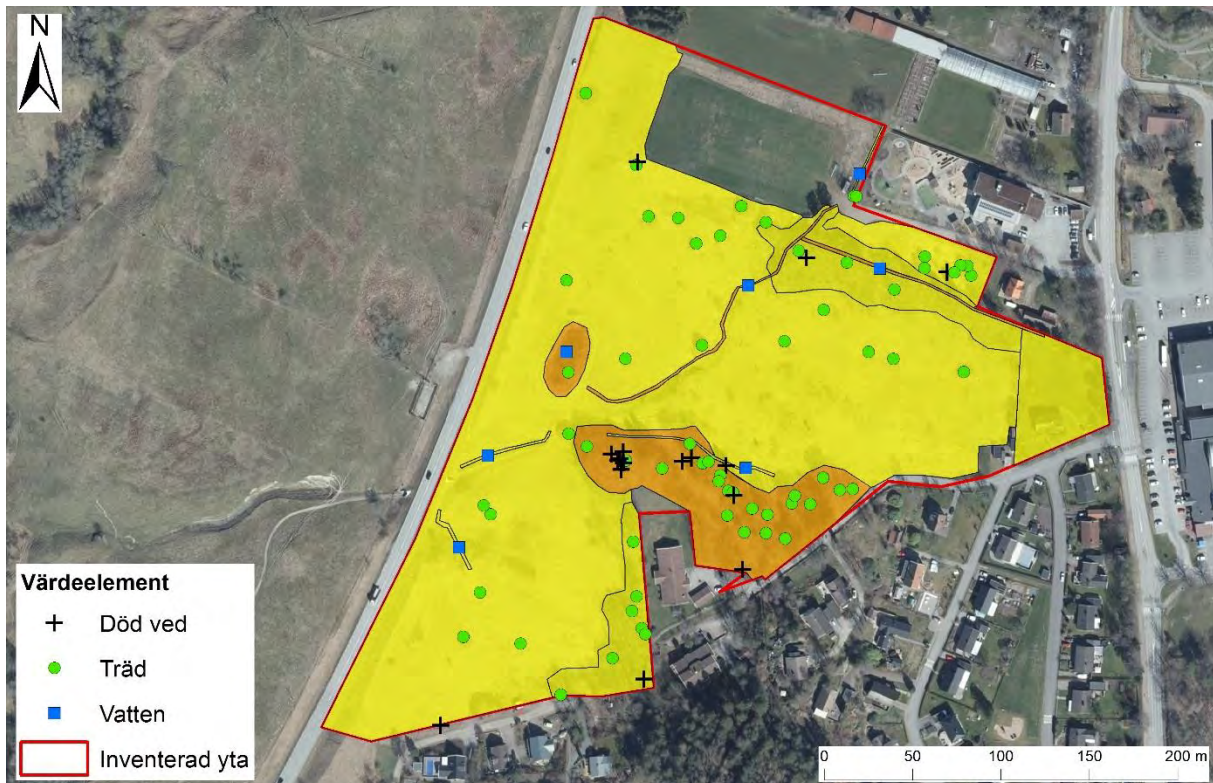 N
Värdeelement
Död ved
Träd
Vatten
Inventerad yta
0 50 100 150 200 m